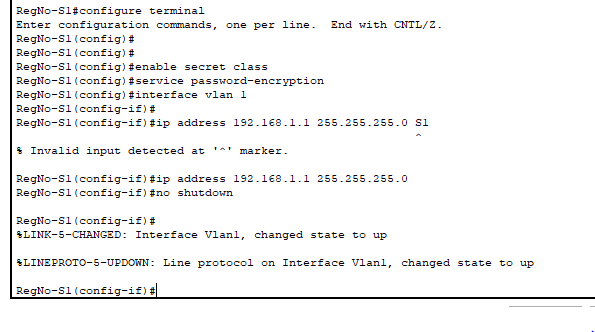 RegNo-S1#configure terminal
Enter configuration commands, one per line.  End with CNTL/Z.
RegNo-S1(config)#
RegNo-S1(config)#
RegNo-S1(config)#enable secret class
RegNo-S1(config)#service password-encryption
RegNo-S1(config)#interface vlan 1
RegNo-S1(config-if)#
RegNo-S1(config-if)#ip address 192.168.1.1 255.255.255.0 S1
^
% Invalid input detected at '^' marker.
RegNo-S1(config-if)#ip address 192.168.1.1 255.255.255.0
RegNo-S1(config-if)#no shutdown
RegNo-S1(config-if)#
%LINK-5-CHANGED: Interface Vlan1, changed state to up
%LINEPROTO-5-UPDOWN: Line protocol on Interface Vlan1, changed state to up
RegNo-S1(config-if)#